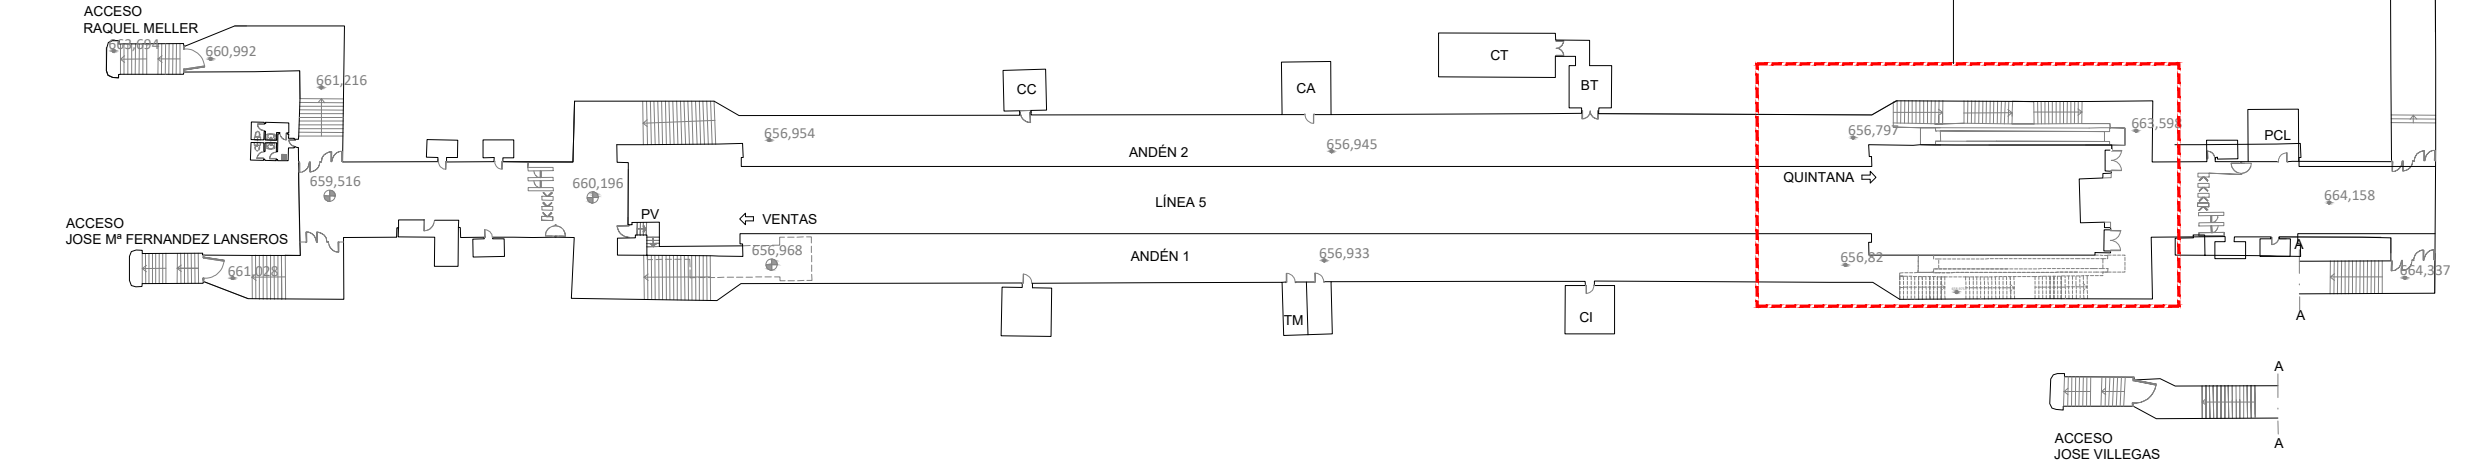 ACCESO
RAQUEL MELLER
663,694
660,992
661,216
CC
CA
CT
BT
656,954
656,945
656,797
663,598
PCL
ANDÉN 2
659,516
660,196
QUINTANA
664,158
LÍNEA 5
PV
VENTAS
ACCESO
JOSE Mª FERNANDEZ LANSEROS
656,968
656,933
ANDÉN 1
656,82
A
661,028
664,337
TM
CI
A
A
ACCESO
JOSE VILLEGAS
A